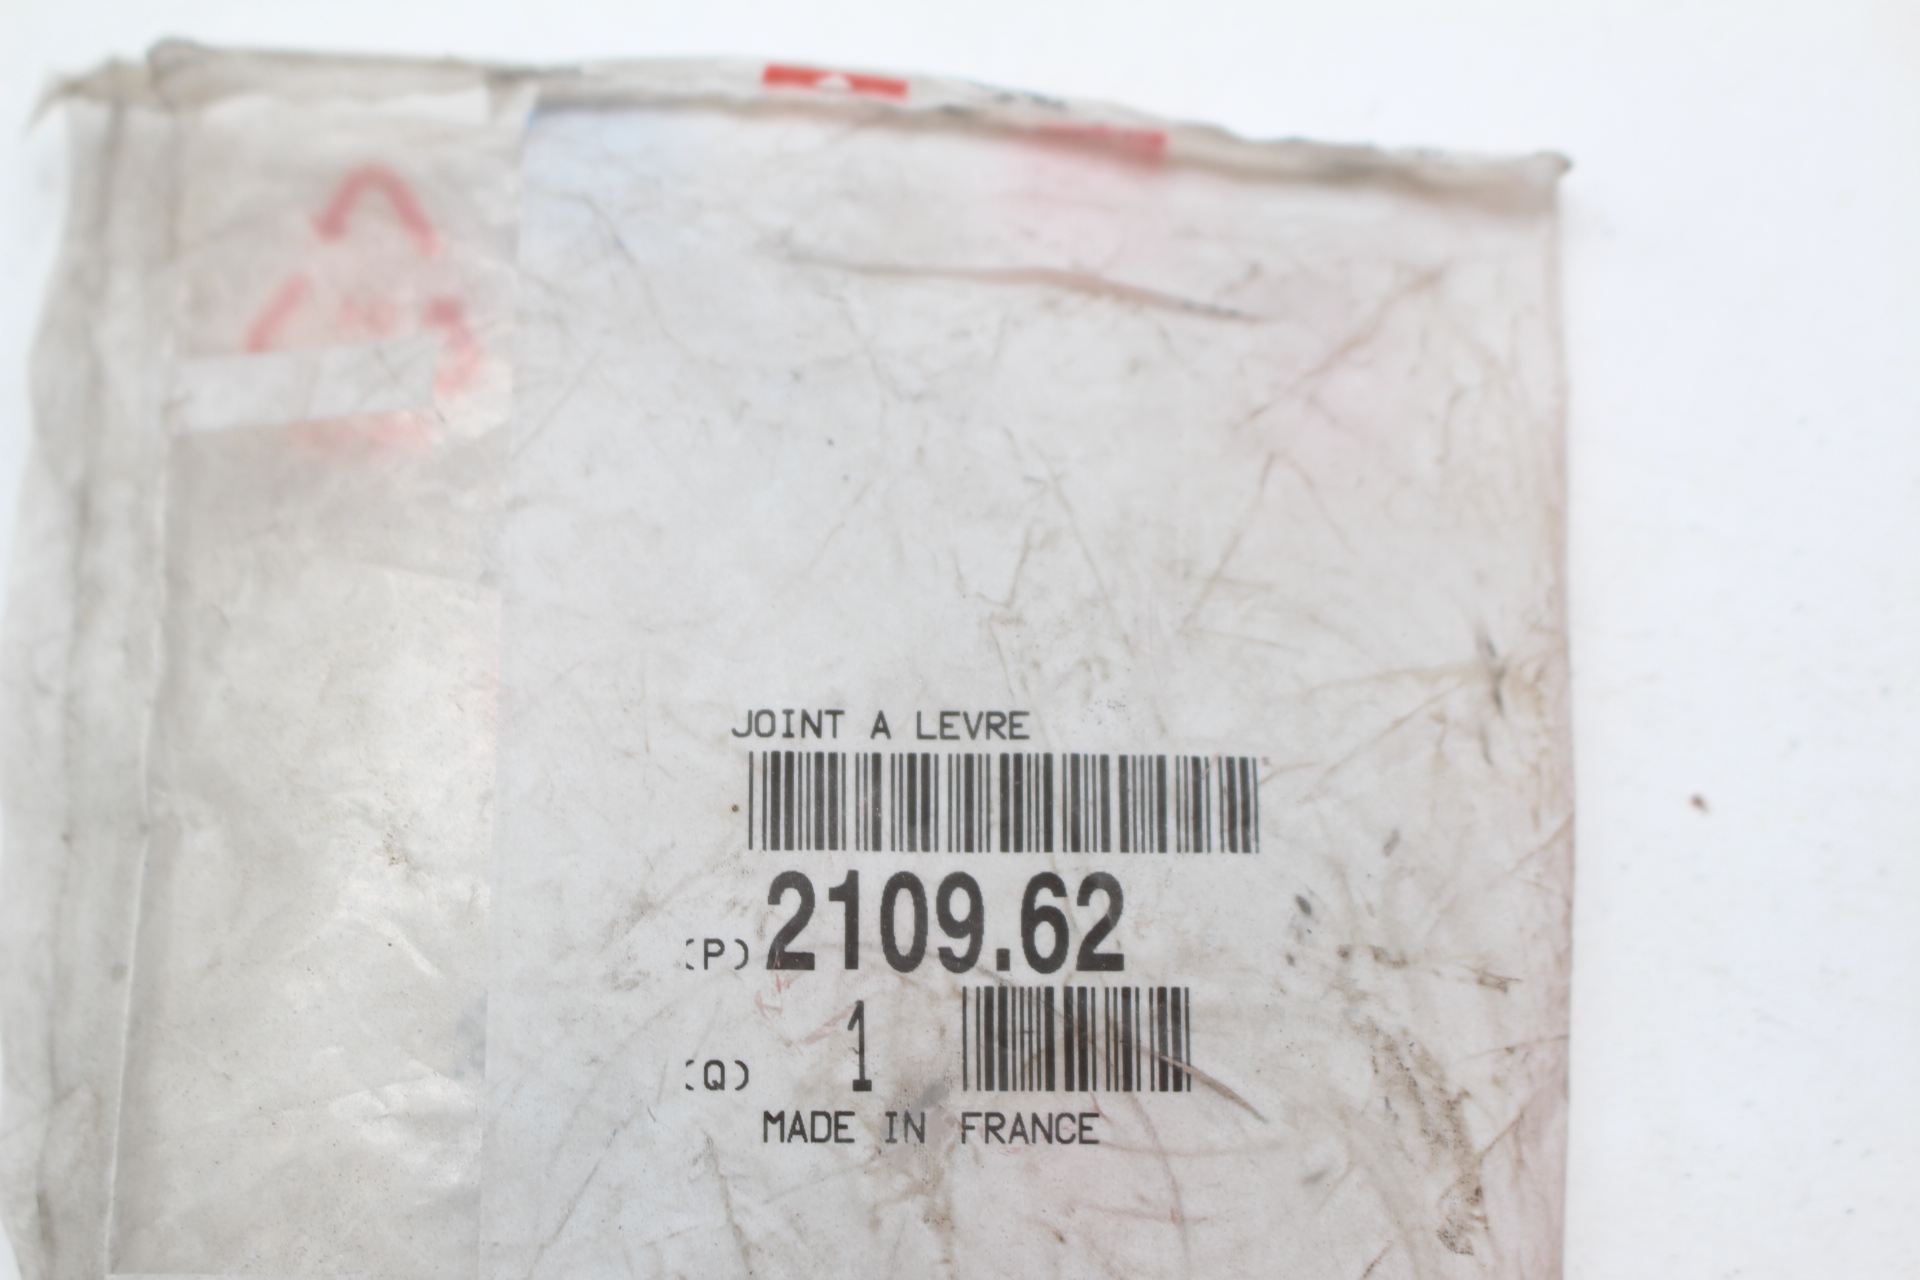 JOINT A LEVRE
(P) 2109.62
(Q) 1
MADE IN FRANCE